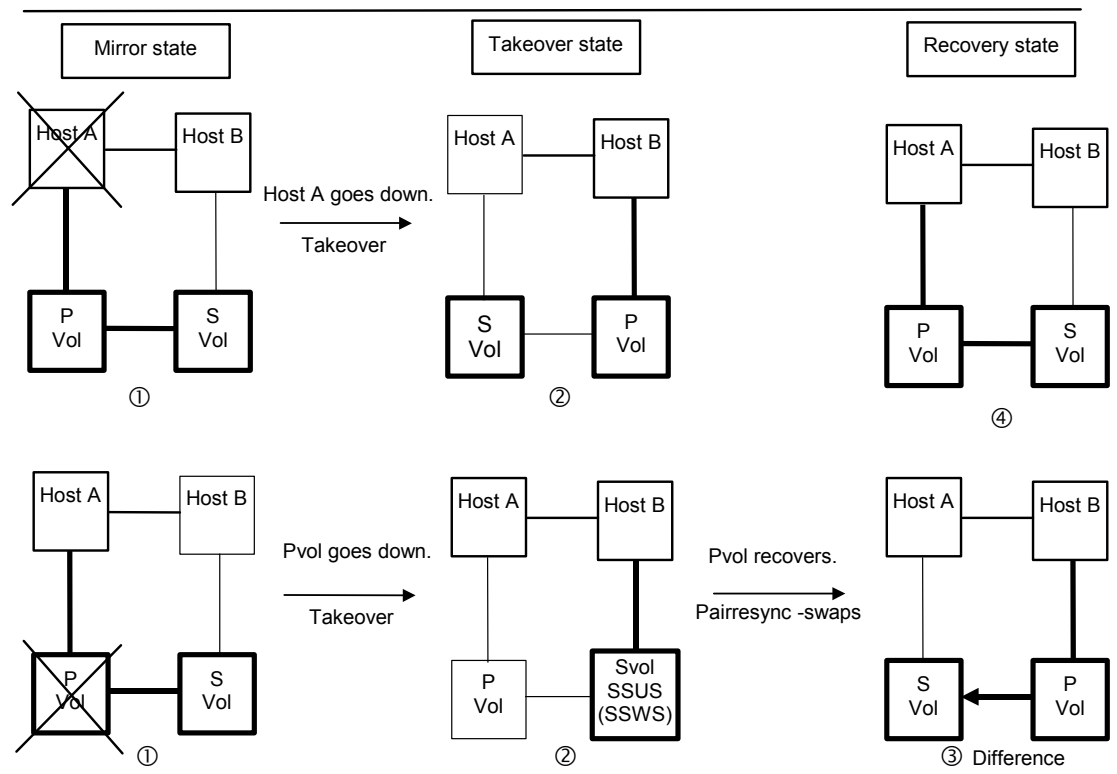 Mirror state
Takeover state
Recovery state
Host A
Host B
Host A goes down.
Takeover
Host A
Host B
Host A
Host B
P
Vol
S
Vol
S
Vol
P
Vol
P
Vol
S
Vol
①
②
④
Host A
Host B
Pvol goes down.
Takeover
Host A
Host B
Pvol recovers.
Pairresync -swaps
Host A
Host B
P
Vol
S
Vol
P
Vol
Svol
SSUS
(SSWS)
S
Vol
P
Vol
①
②
③ Difference